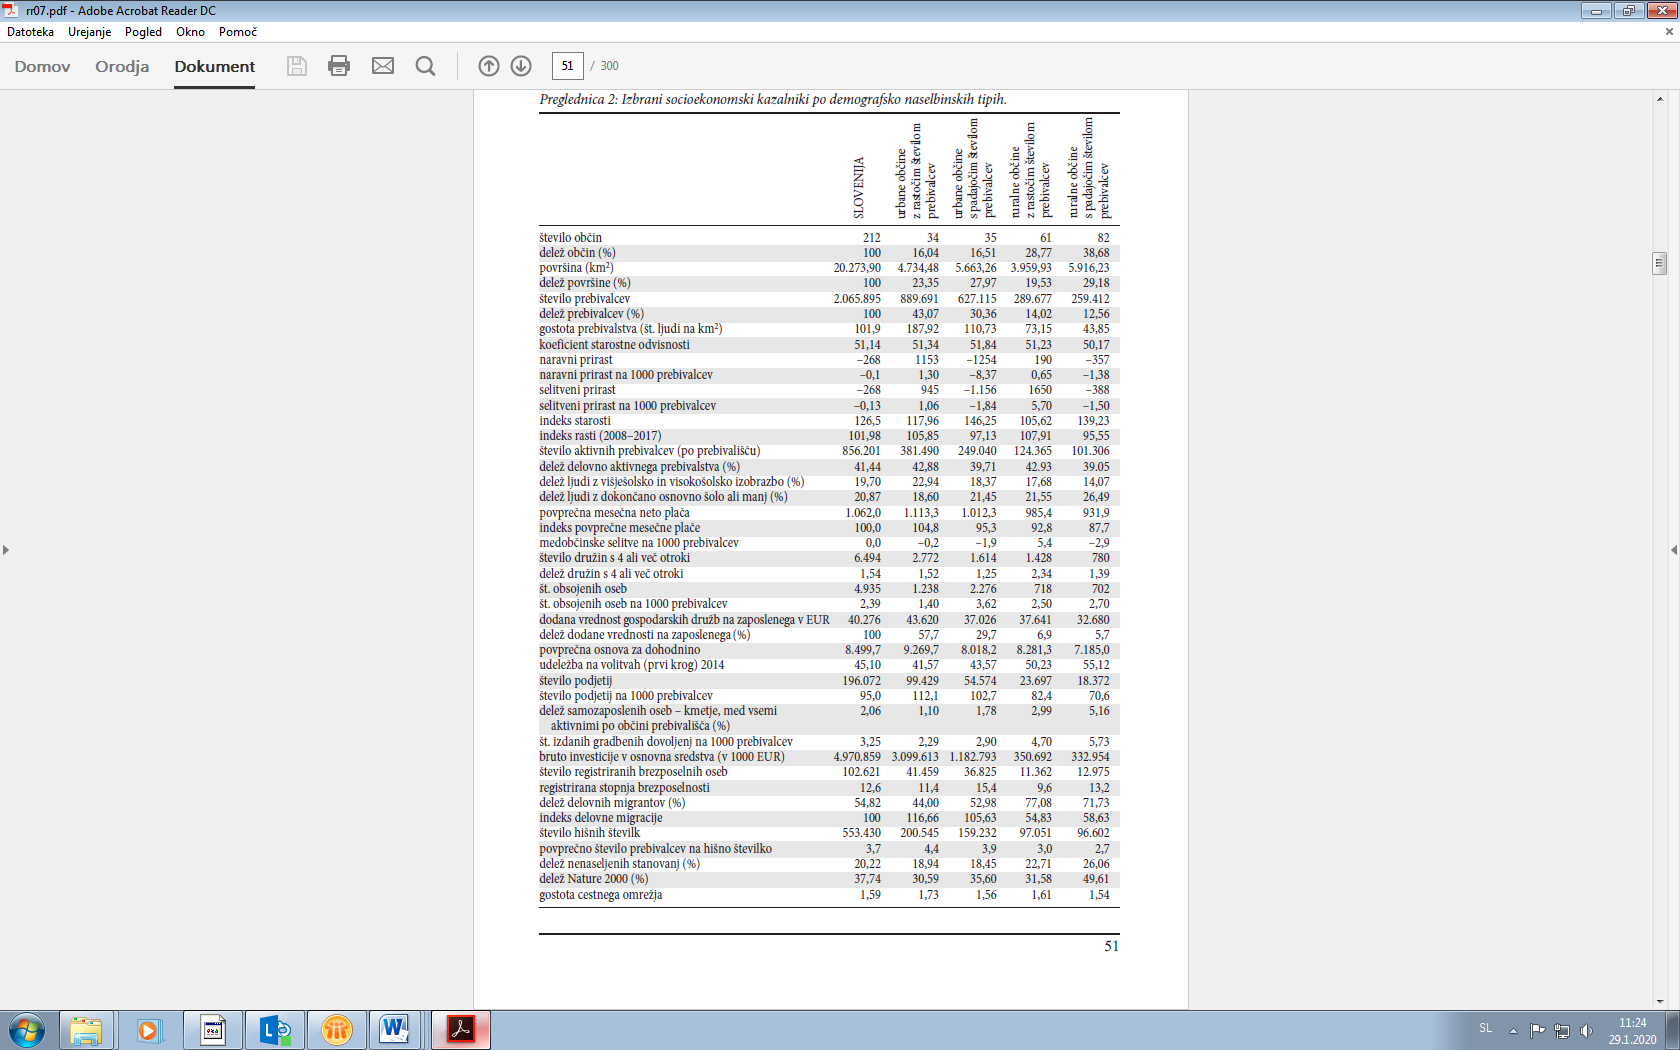 rr07.pdf - Adobe Acrobat Reader DC
Datoteka Urejanje Pogled Okno Pomoč
Domov Orodja Dokument 51 / 300
Preglednica 2: Izbrani socioekonomski kazalniki po demografsko naselbinskih tipih.
SLOVENIJA
urbane občine
z rastočim številom
prebivalcev
urbane občine
s padajočim številom
prebivalcev
ruralne občine
z rastočim številom
prebivalcev
ruralne občine
s padajočim številom
prebivalcev
število občin 212 34 35 61 82
delež občin (%) 100 16,04 16,51 28,77 38,68
površina (km²) 20.273,90 4.734,48 5.663,26 3.959,93 5.916,23
delež površine (%) 100 23,35 27,97 19,53 29,18
število prebivalcev 2.065.895 889.691 627.115 289.677 259.412
delež prebivalcev (%) 100 43,07 30,36 14,02 12,56
gostota prebivalstva (št. ljudi na km²) 101,9 187,92 110,73 73,15 43,85
koeficient starostne odvisnosti 51,14 51,34 51,84 51,23 50,17
naravni prirast –268 1153 –1254 190 –357
naravni prirast na 1000 prebivalcev –0,1 1,30 –8,37 0,65 –1,38
selitveni prirast –268 945 –1.156 1650 –388
selitveni prirast na 1000 prebivalcev –0,13 1,06 –1,84 5,70 –1,50
indeks starosti 126,5 117,96 146,25 105,62 139,23
indeks rasti (2008–2017) 101,98 105,85 97,13 107,91 95,55
število aktivnih prebivalcev (po prebivališču) 856.201 381.490 249.040 124.365 101.306
delež delovno aktivnega prebivalstva (%) 41,44 42,88 39,71 42.93 39.05
delež ljudi z višješolsko in visokošolsko izobrazbo (%) 19,70 22,94 18,37 17,68 14,07
delež ljudi z dokončano osnovno šolo ali manj (%) 20,87 18,60 21,45 21,55 26,49
povprečna mesečna neto plača 1.062,0 1.113,3 1.012,3 985,4 931,9
indeks povprečne mesečne plače 100,0 104,8 95,3 92,8 87,7
medobčinske selitve na 1000 prebivalcev 0,0 –0,2 –1,9 5,4 –2,9
število družin s 4 ali več otroki 6.494 2.772 1.614 1.428 780
delež družin s 4 ali več otroki 1,54 1,52 1,25 2,34 1,39
št. obsojenih oseb 4.935 1.238 2.276 718 702
št. obsojenih oseb na 1000 prebivalcev 2,39 1,40 3,62 2,50 2,70
dodana vrednost gospodarskih družb na zaposlenega v EUR 40.276 43.620 37.026 37.641 32.680
delež dodane vrednosti na zaposlenega (%) 100 57,7 29,7 6,9 5,7
povprečna osnova za dohodnino 8.499,7 9.269,7 8.018,2 8.281,3 7.185,0
udeležba na volitvah (prvi krog) 2014 45,10 41,57 43,57 50,23 55,12
število podjetij 196.072 99.429 54.574 23.697 18.372
število podjetij na 1000 prebivalcev 95,0 112,1 102,7 82,4 70,6
delež samozaposlenih oseb – kmetje, med vsemi 2,06 1,10 1,78 2,99 5,16
aktivnimi po občini prebivališča (%)
št. izdanih gradbenih dovoljenj na 1000 prebivalcev 3,25 2,29 2,90 4,70 5,73
bruto investicije v osnovna sredstva (v 1000 EUR) 4.970.859 3.099.613 1.182.793 350.692 332.954
število registriranih brezposelnih oseb 102.621 41.459 36.825 11.362 12.975
registrirana stopnja brezposelnosti 12,6 11,4 15,4 9,6 13,2
delež delovnih migrantov (%) 54,82 44,00 52,98 77,08 71,73
indeks delovne migracije 100 116,66 105,63 54,83 58,63
število hišnih številk 553.430 200.545 159.232 97.051 96.602
povprečno število prebivalcev na hišno številko 3,7 4,4 3,9 3,0 2,7
delež nenaseljenih stanovanj (%) 20,22 18,94 18,45 22,71 26,06
delež Nature 2000 (%) 37,74 30,59 35,60 31,58 49,61
gostota cestnega omrežja 1,59 1,73 1,56 1,61 1,54
51
SL 11:24
29.1.2020